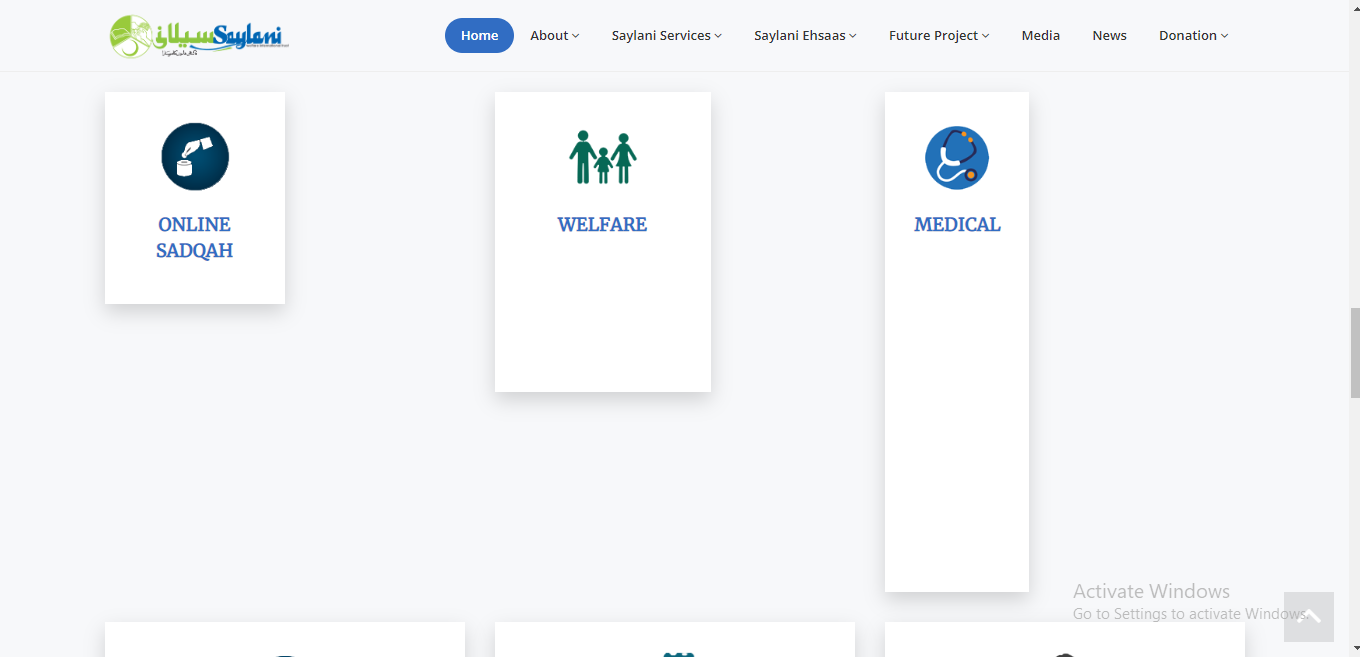 سیلانی Saylani
Home About Saylani Services Saylani Ehsaas Future Project Media News Donation
ONLINE
SADQAH
WELFARE
MEDICAL
Activate Windows
Go to Settings to activate Windows.